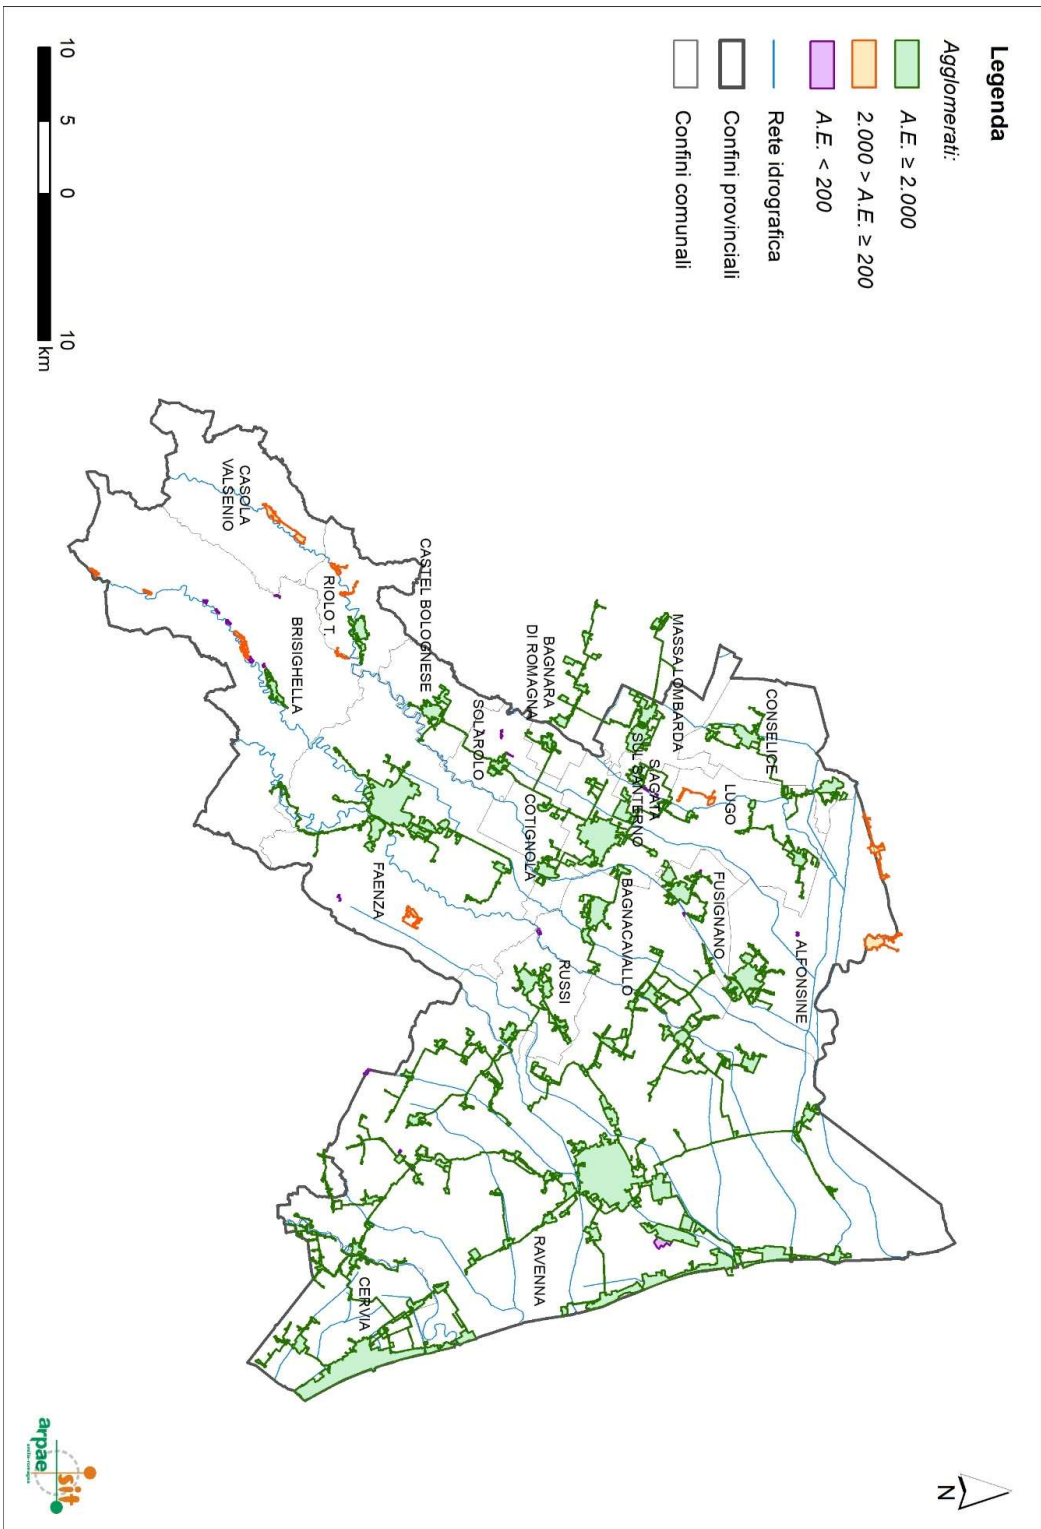 Legenda
Agglomerati:
A.E. ≥ 2.000
2.000 > A.E. ≥ 200
A.E. < 200
Rete idrografica
Confini provinciali
Confini comunali
10 5 0 10
km
N
CONSELICE
ALFONSINE
LUGO
FUSIGNANO
MASSA LOMBARDA
S.AGATA
SUL SANTERNO
BAGNACAVALLO
BAGNARA
DI ROMAGNA
COTIGNOLA
RUSSI
RAVENNA
SOLAROLO
CASTEL BOLOGNESE
FAENZA
CERVIA
RIOLO T.
BRISIGHELLA
CASOLA
VALSENIO
sit
arpae